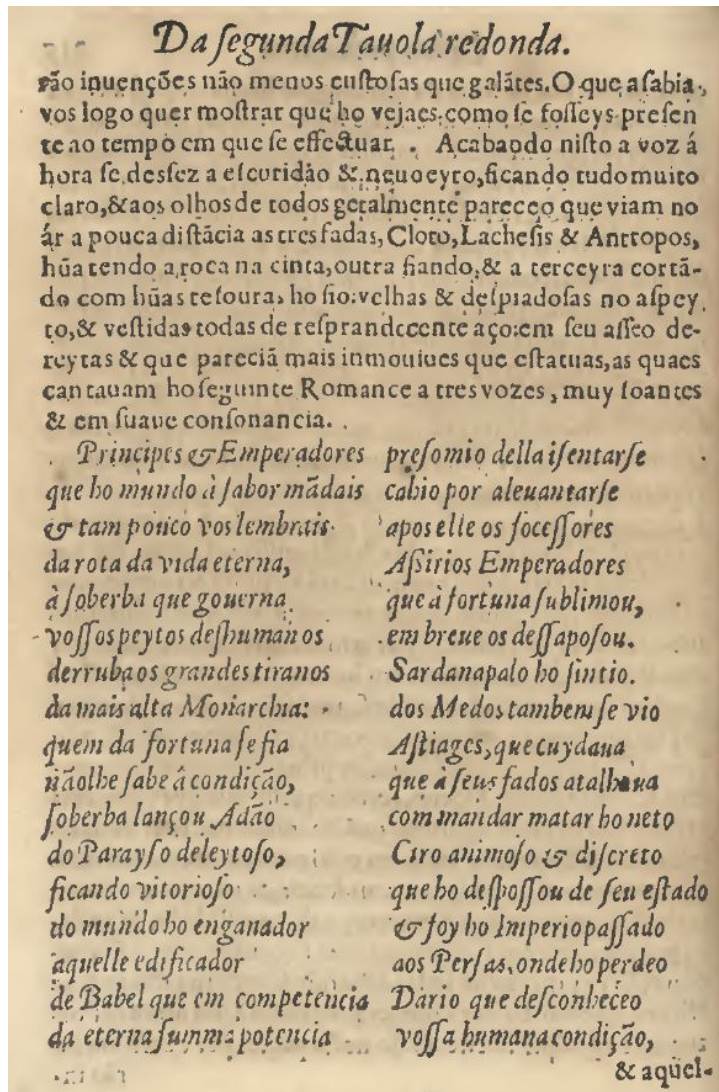 Da ſegunda Tauola redonda.
rão inuenções não menos cuſtoſas que galãtes. O que a ſabia
vos logo quer moſtrar que ho vejaes, como ſe foſſeys preſen
te ao tempo em que ſe effectuar. Acabando niſto a voz á
hora ſe desfez a eſcuridão & neuoeyro, ficando tudo muito
claro, & aos olhos de todos geralmente pareceo que viam no
ár a pouca diſtãcia as tres fadas, Cloto, Lacheſis & Antropos,
hũa tendo a roca na cinta, outra fiando, & a terceyra cortã-
do com hũas teſouras ho fio: velhas & deſpiadoſas no aſpey
to, & veſtidas todas de reſprandecente aço: em ſeu aſſeo de-
reytas & que pareciã mais inmouiues que eſtatuas, as quaes
cantauam ho ſeguinte Romance a tres vozes, muy ſoantes
& em ſuaue conſonancia.
Principes & Emperadores
que ho mundo à ſabor mãdais
& tam pouco vos lembrais
da rota da vida eterna,
à ſoberba que gouerna
voſſos peytos deſhumanos
derruba os grandes tiranos
da mais alta Monarchia:
quem da fortuna ſe fia
não lhe ſabe â condição,
ſoberba lançou Adão
do Parayſo deleytoſo,
ficando vitorioſo
do mundo ho enganador
aquelle edificador
de Babel que em competencia
da eterna ſumma potencia
preſomio della iſentarſe
cahio por aleuantarſe
apos elle os ſoceſſores
Aſsirios Emperadores
que à fortuna ſublimou,
em breue os deſſapoſou.
Sardanapalo ho ſintio.
dos Medos tambem ſe vio
Aſtiages, que cuydaua
que à ſeus fados atalhaua
com mandar matar ho neto
Ciro animoſo & diſcreto
que ho deſpoſſou de ſeu eſtado
& foy ho Imperio paſſado
aos Perſas, onde ho perdeo
Dario que deſconheceo
voſſa humana condição,
& aquel-